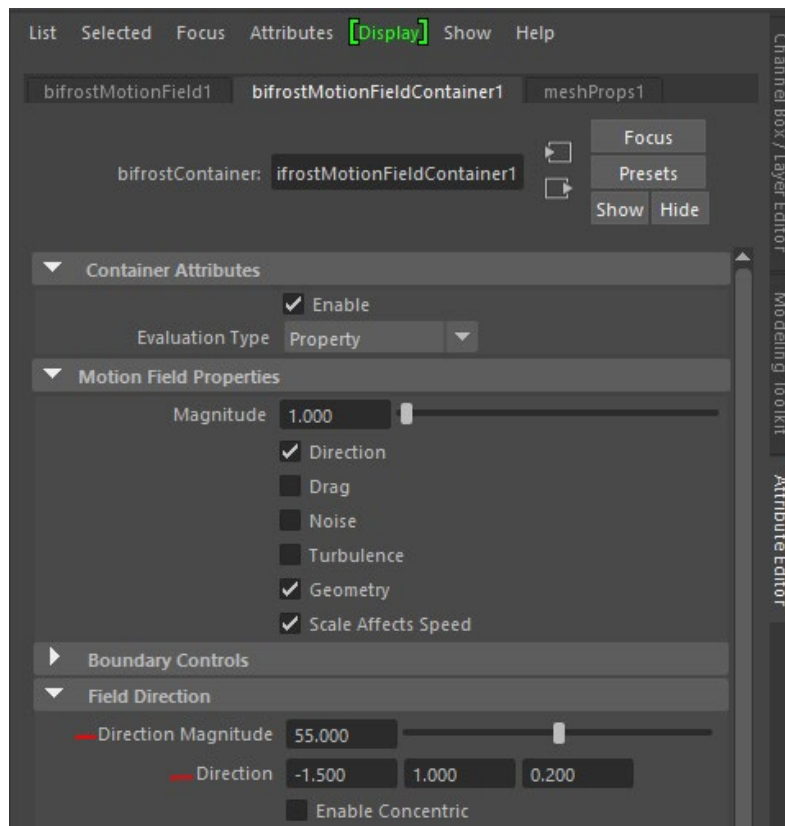 List Selected Focus Attributes [Display] Show Help
bifrostMotionField1 bifrostMotionFieldContainer1 meshProps1
Focus
bifrostContainer: ifrostMotionFieldContainer1 Presets
Show Hide
Container Attributes
Enable
Evaluation Type Property
Motion Field Properties
Magnitude 1.000
Direction
Drag
Noise
Turbulence
Geometry
Scale Affects Speed
Boundary Controls
Field Direction
Direction Magnitude 55.000
Direction -1.500 1.000 0.200
Enable Concentric
Channel Box / Layer Editor
Modeling Toolkit
Attribute Editor